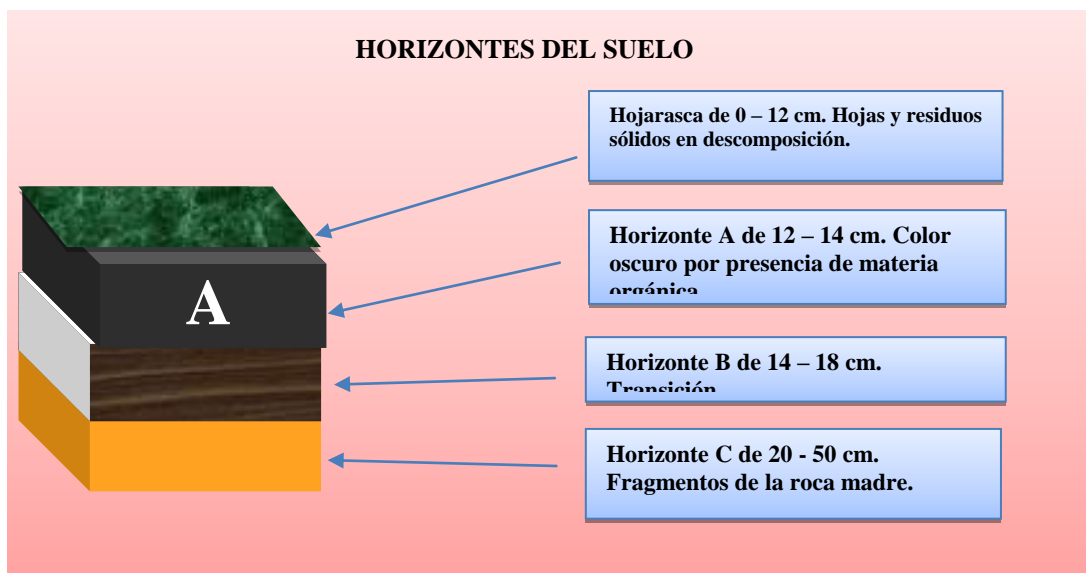 HORIZONTES DEL SUELO
Hojarasca de 0 – 12 cm. Hojas y residuos
sólidos en descomposición.
Horizonte A de 12 – 14 cm. Color
oscuro por presencia de materia
orgánica
A
Horizonte B de 14 – 18 cm.
Transición
Horizonte C de 20 - 50 cm.
Fragmentos de la roca madre.